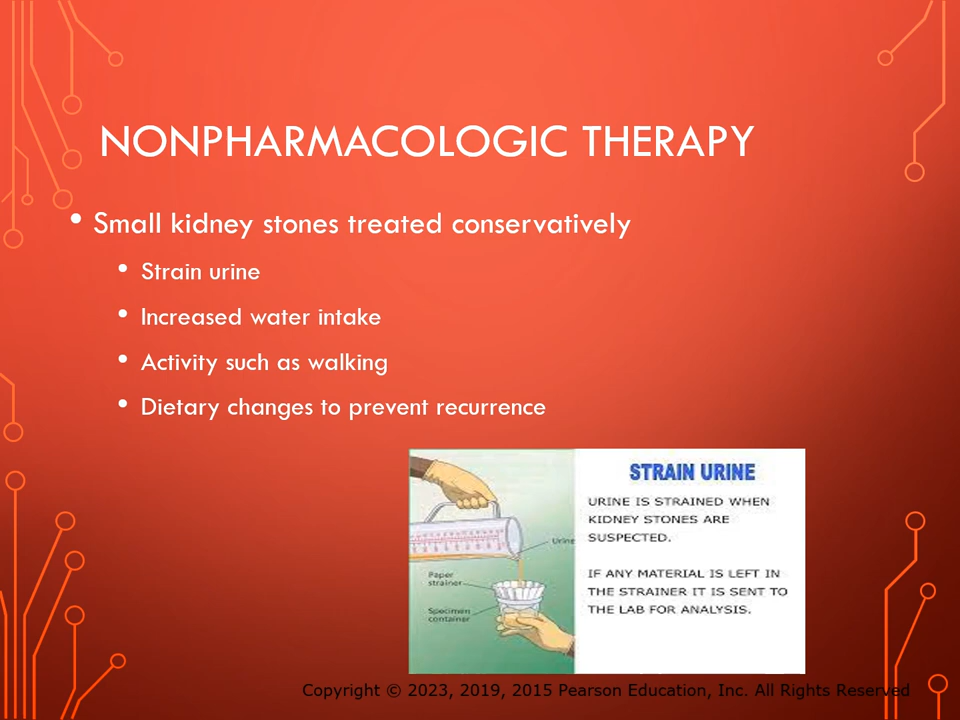 NONPHARMACOLOGIC THERAPY
• Small kidney stones treated conservatively
• Strain urine
• Increased water intake
• Activity such as walking
• Dietary changes to prevent recurrence
STRAIN URINE
URINE IS STRAINED WHEN
KIDNEY STONES ARE
SUSPECTED.
IF ANY MATERIAL IS LEFT IN
THE STRAINER IT IS SENT TO
THE LAB FOR ANALYSIS.
Urine
Paper
strainer
Specimen
container
Copyright © 2023, 2019, 2015 Pearson Education, Inc. All Rights Reserved